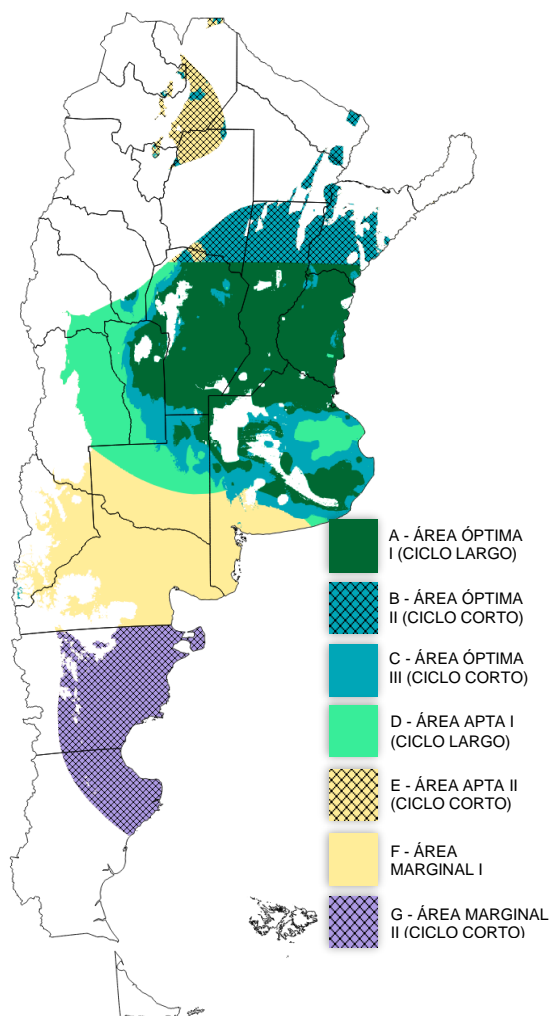 A - ÁREA ÓPTIMA
I (CICLO LARGO)
B - ÁREA ÓPTIMA
II (CICLO CORTO)
C - ÁREA ÓPTIMA
III (CICLO CORTO)
D - ÁREA APTA I
(CICLO LARGO)
E - ÁREA APTA II
(CICLO CORTO)
F - ÁREA
MARGINAL I
G - ÁREA MARGINAL
II (CICLO CORTO)